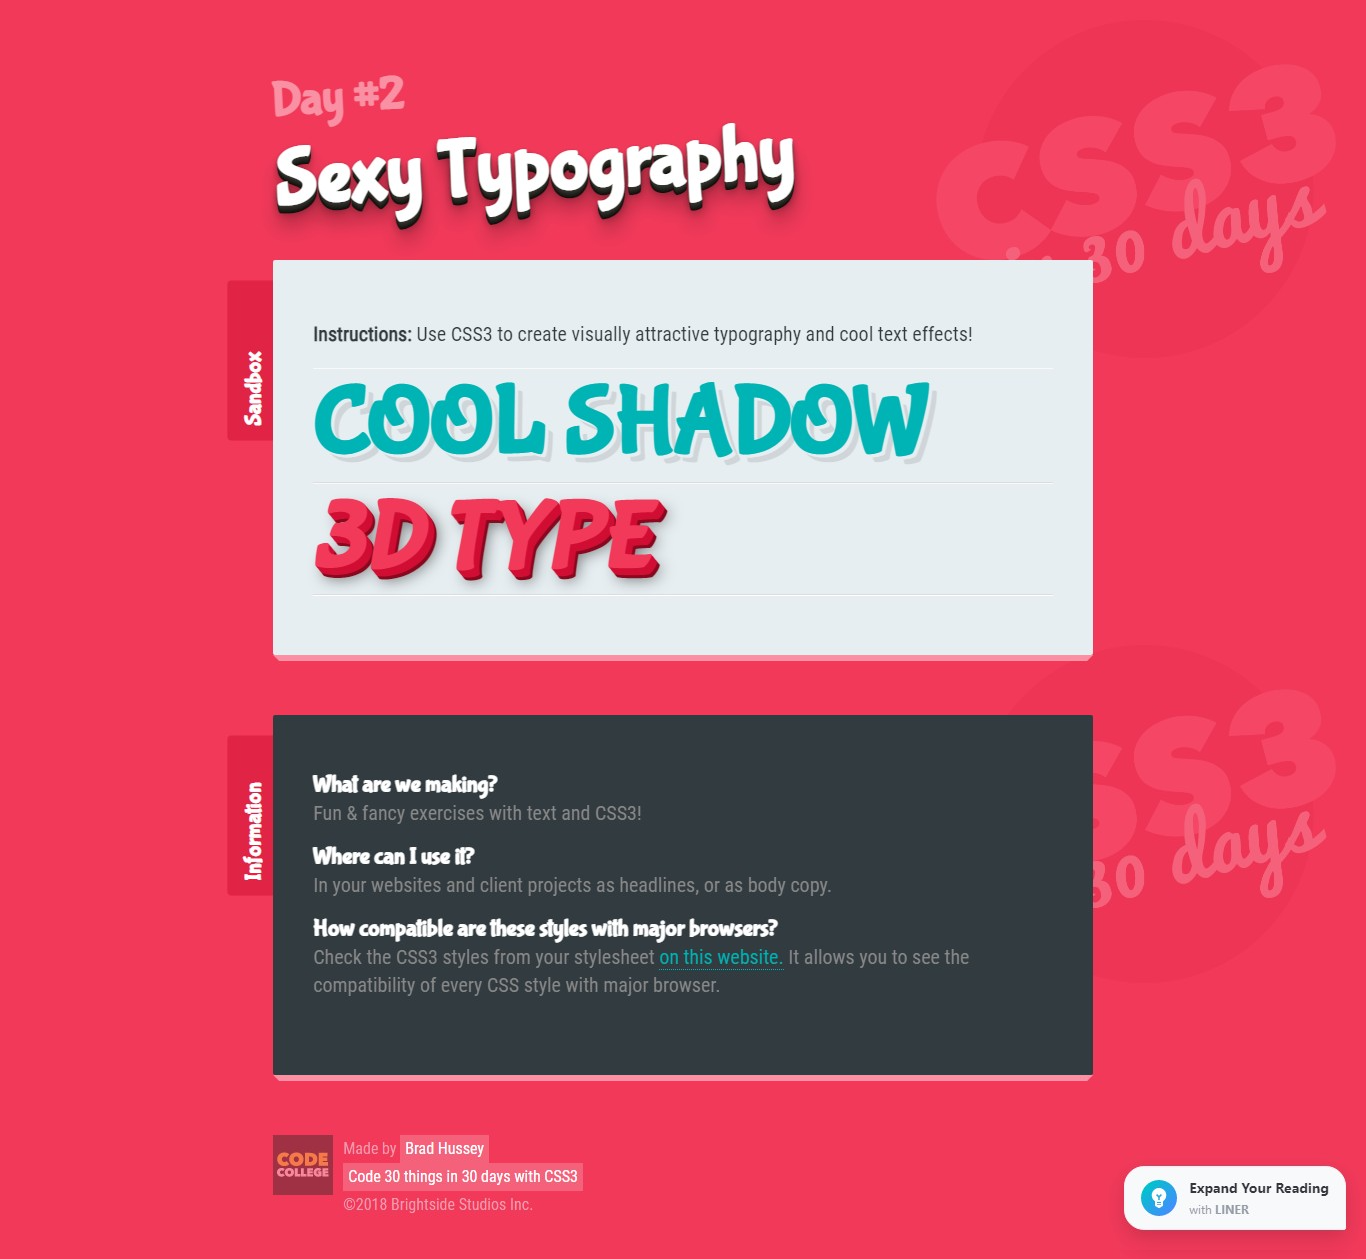 Day #2
Sexy Typography
CSS3
in 30 days
Sandbox
Instructions: Use CSS3 to create visually attractive typography and cool text effects!
COOL SHADOW
3D TYPE
Information
What are we making?
Fun & fancy exercises with text and CSS3!
Where can I use it?
In your websites and client projects as headlines, or as body copy.
How compatible are these styles with major browsers?
Check the CSS3 styles from your stylesheet on this website. It allows you to see the
compatibility of every CSS style with major browser.
SS3
30 days
CODE
COLLEGE
Made by Brad Hussey
Code 30 things in 30 days with CSS3
©2018 Brightside Studios Inc.
Expand Your Reading
with LINER